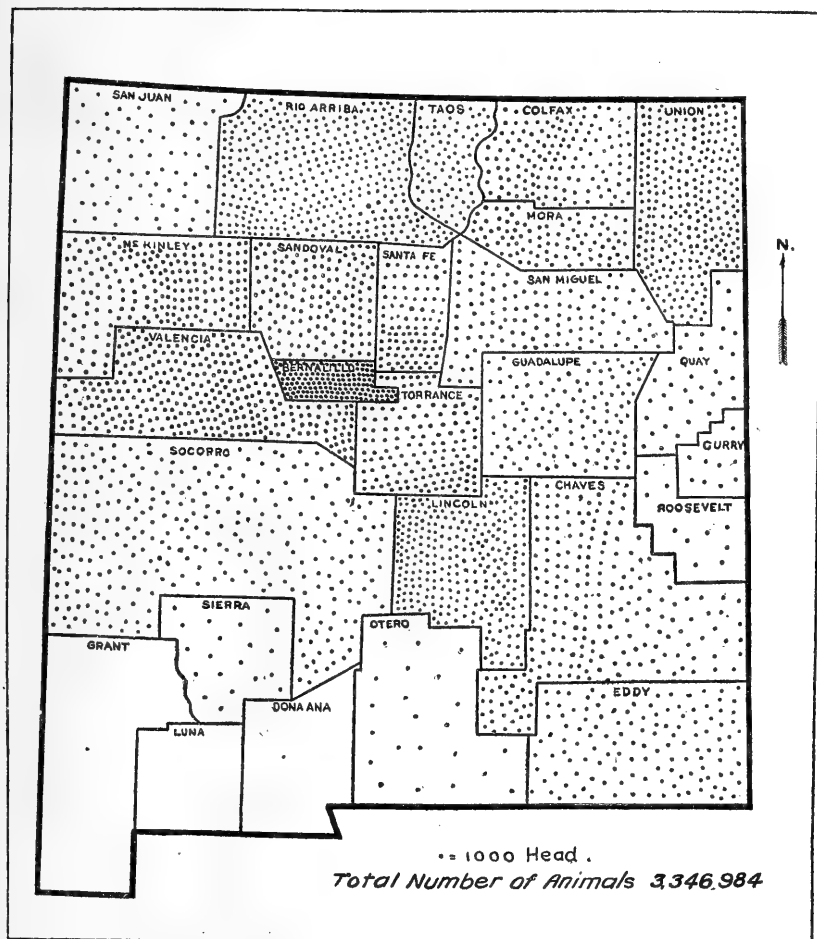 SAN JUAN
RIO ARRIBA
TAOS
COLFAX
UNION
MORA
N.
Mc KINLEY
SANDOVAL
SANTA FE
SAN MIGUEL
VALENCIA
BERNALILLO
GUADALUPE
QUAY
TORRANCE
CURRY
SOCORRO
CHAVES
LINCOLN
ROOSEVELT
SIERRA
OTERO
GRANT
EDDY
DONA ANA
LUNA
• = 1000 Head.
Total Number of Animals 3,346,984